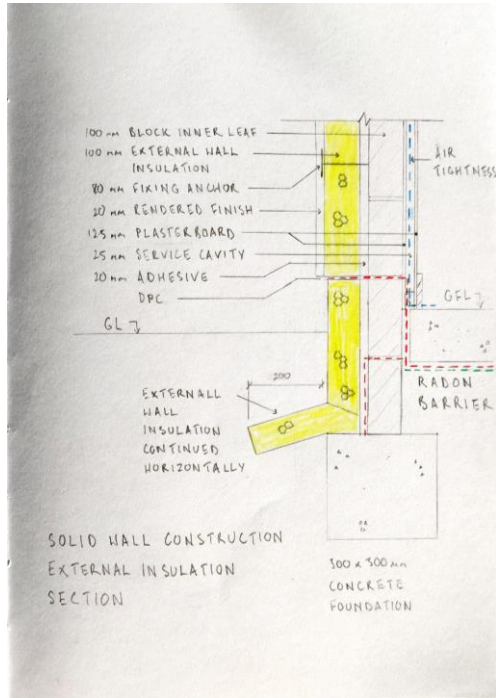 100 mm BLOCK INNER LEAF
100 mm EXTERNAL WALL
INSULATION
80 mm FIXING ANCHOR
20 mm RENDERED FINISH
12.5 mm PLASTERBOARD
25 mm SERVICE CAVITY
20 mm ADHESIVE
DPC
AIR
TIGHTNESS
GFL
GL
200
EXTERNALL
WALL
INSULATION
CONTINUED
HORIZONTALLY
RADON
BARRIER
SOLID WALL CONSTRUCTION
EXTERNAL INSULATION
SECTION
300 x 300 mm
CONCRETE
FOUNDATION